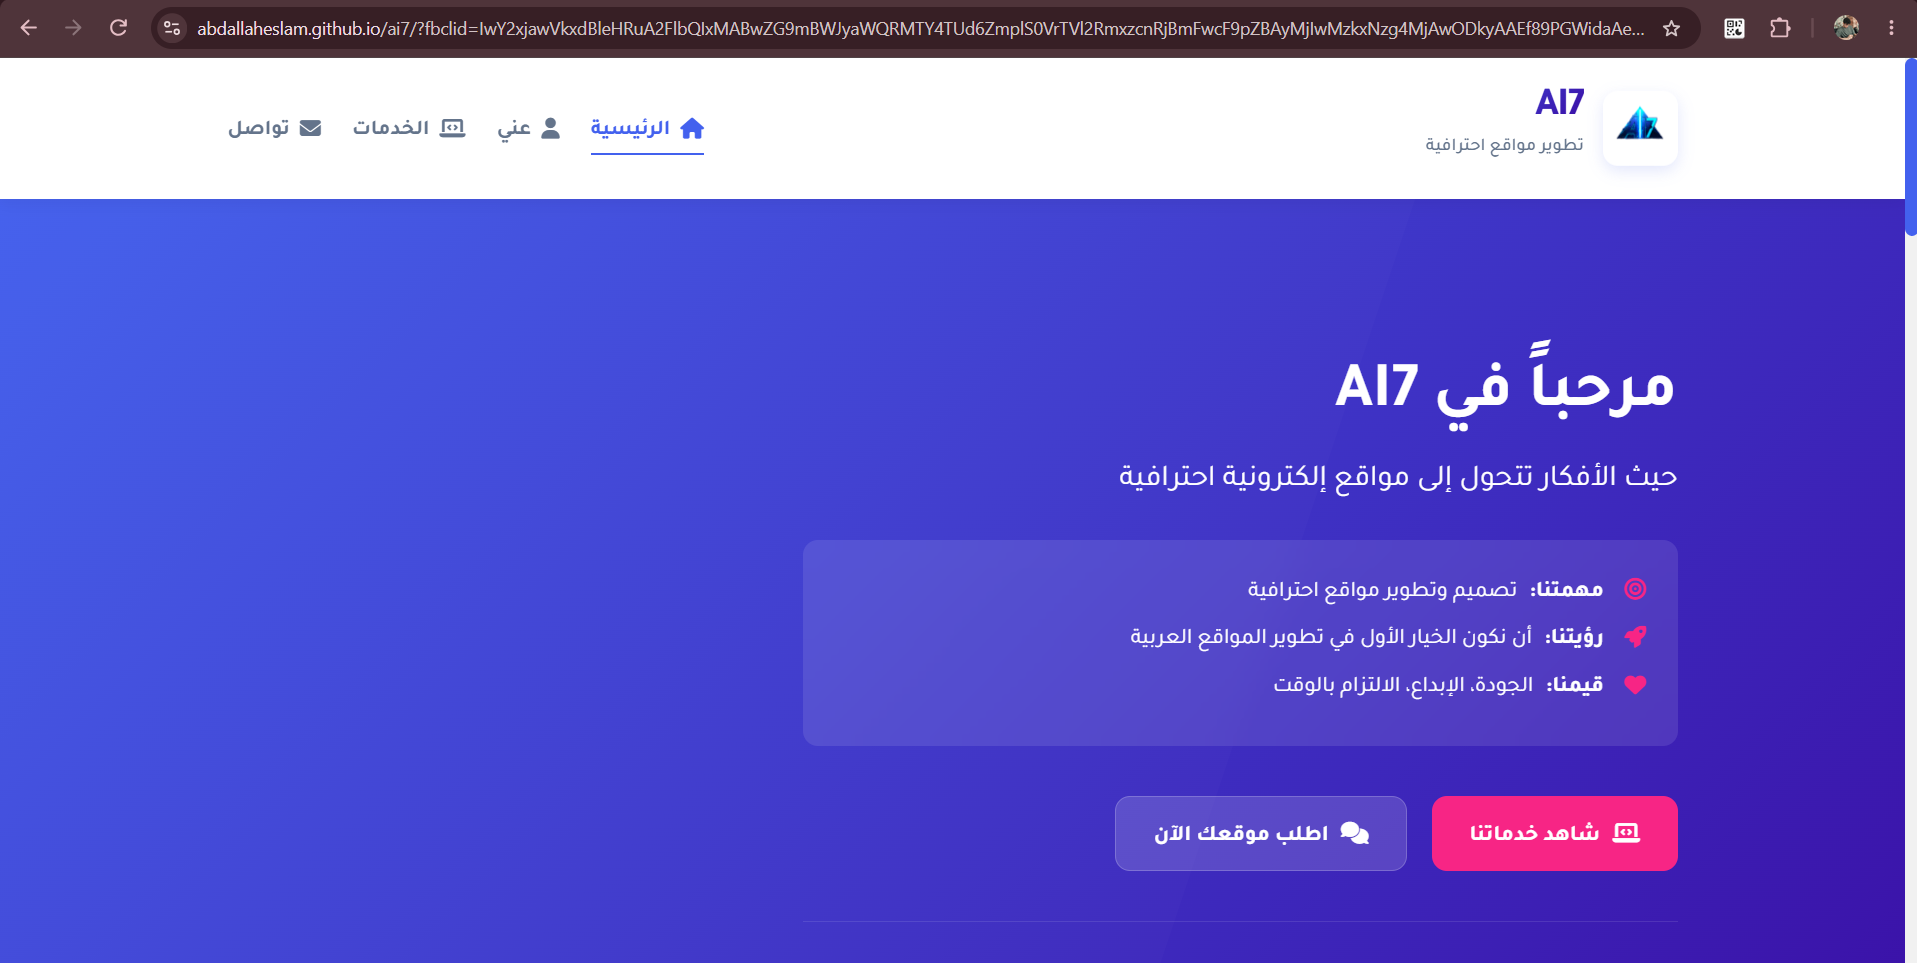 abdallaheslam.github.io/ai7/?fbclid=IwY2xjawVkxdBleHRuA2FlbQIxMABwZG9mBWJyaWQRMTY4TUd6ZmplS0VrTVl2RmxzcnRjBmFwcF9pZBAyMjIwMzkxNzg4MjAwODkyAAEf89PGWidaAe...
AI7
تطوير مواقع احترافية
الرئيسية
عني
الخدمات
تواصل
مرحباً في AI7
حيث الأفكار تتحول إلى مواقع إلكترونية احترافية
مهمتنا: تصميم وتطوير مواقع احترافية
رؤيتنا: أن نكون الخيار الأول في تطوير المواقع العربية
قيمنا: الجودة، الإبداع، الالتزام بالوقت
شاهد خدماتنا
اطلب موقعك الآن